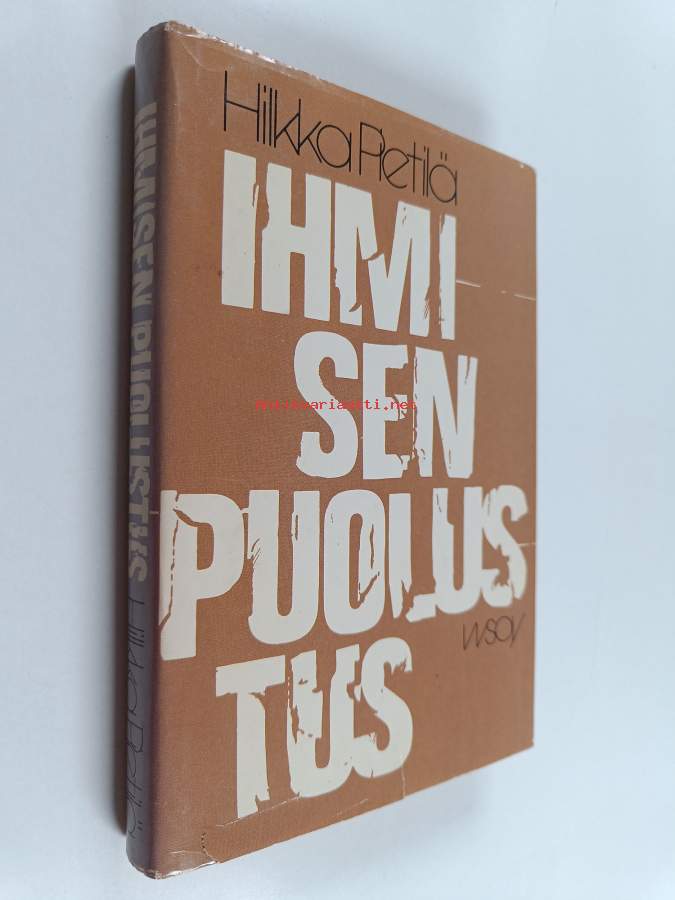 Hilkka Pietilä
IHMI
SEN
PUOLUS
TUS
WSOY
IHMISEN PUOLUSTUS Hilkka Pietilä
antikvariaatti.net